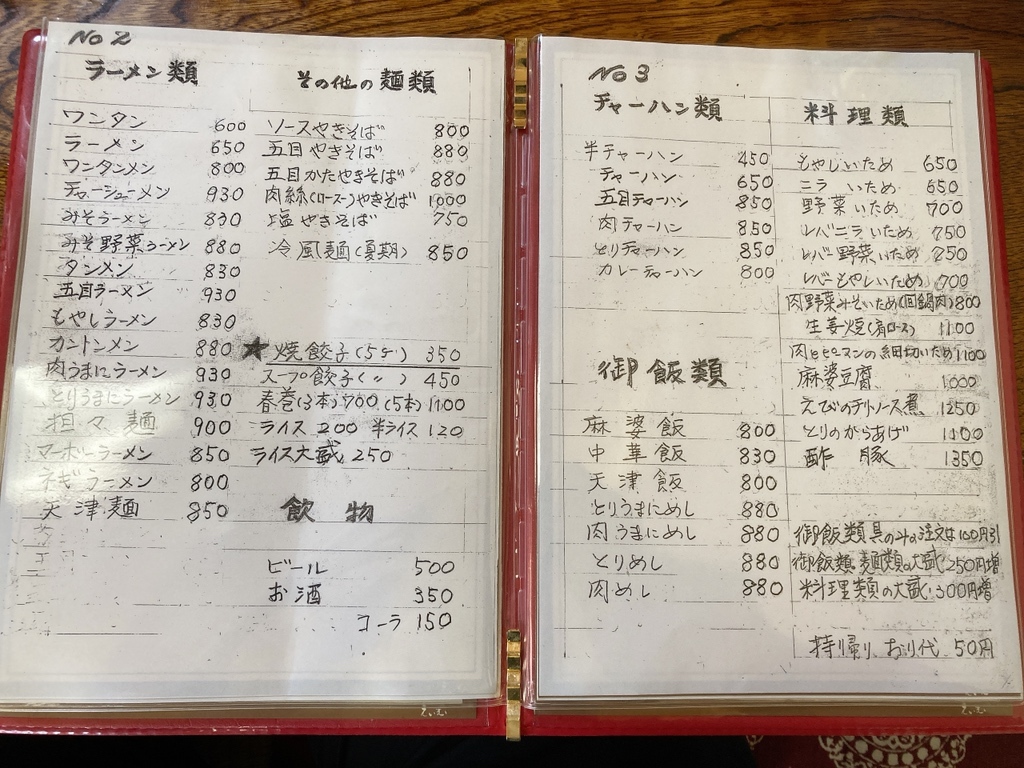 No 2
ラーメン類
ワンタン 600
ラーメン 650
ワンタンメン 800
チャーシューメン 930
みそラーメン 830
みそ野菜ラーメン 880
タンメン 830
五目ラーメン 930
もやしラーメン 830
カントンメン 880
肉うまにラーメン 930
とりうまにラーメン 930
担々麺 900
マーボーラーメン 850
ネギラーメン 800
天津麺 850
その他の麺類
ソースやきそば 800
五目やきそば 880
五目かたやきそば 880
肉絲(ロース)やきそば 1000
塩やきそば 750
冷風麺(夏期) 850
★焼餃子(5ケ) 350
スープ餃子(〃) 450
春巻(3本)700 (5本)1100
ライス 200 半ライス 120
ライス大盛 250
飲物
ビール 500
お酒 350
コーラ 150
No 3
チャーハン類
半チャーハン 450
チャーハン 650
五目チャーハン 850
肉チャーハン 850
とりチャーハン 850
カレーチャーハン 800
御飯類
麻婆飯 800
中華飯 830
天津飯 800
とりうまにめし 880
肉うまにめし 880
とりめし 880
肉めし 880
料理類
もやしいため 650
ニラいため 650
野菜いため 700
レバニラいため 750
レバ野菜いため 750
レバーもやしいため 700
肉野菜みそいため(回鍋肉)800
生姜焼(肩ロース) 1100
肉とピーマンの細切いため1100
麻婆豆腐 1000
えびのチリソース煮 1250
とりのからあげ 1100
酢豚 1350
御飯類具のみの注文は100円引
御飯類麺類の大盛.250円増
料理類の大盛.300円増
持り帰り、おり代 50円